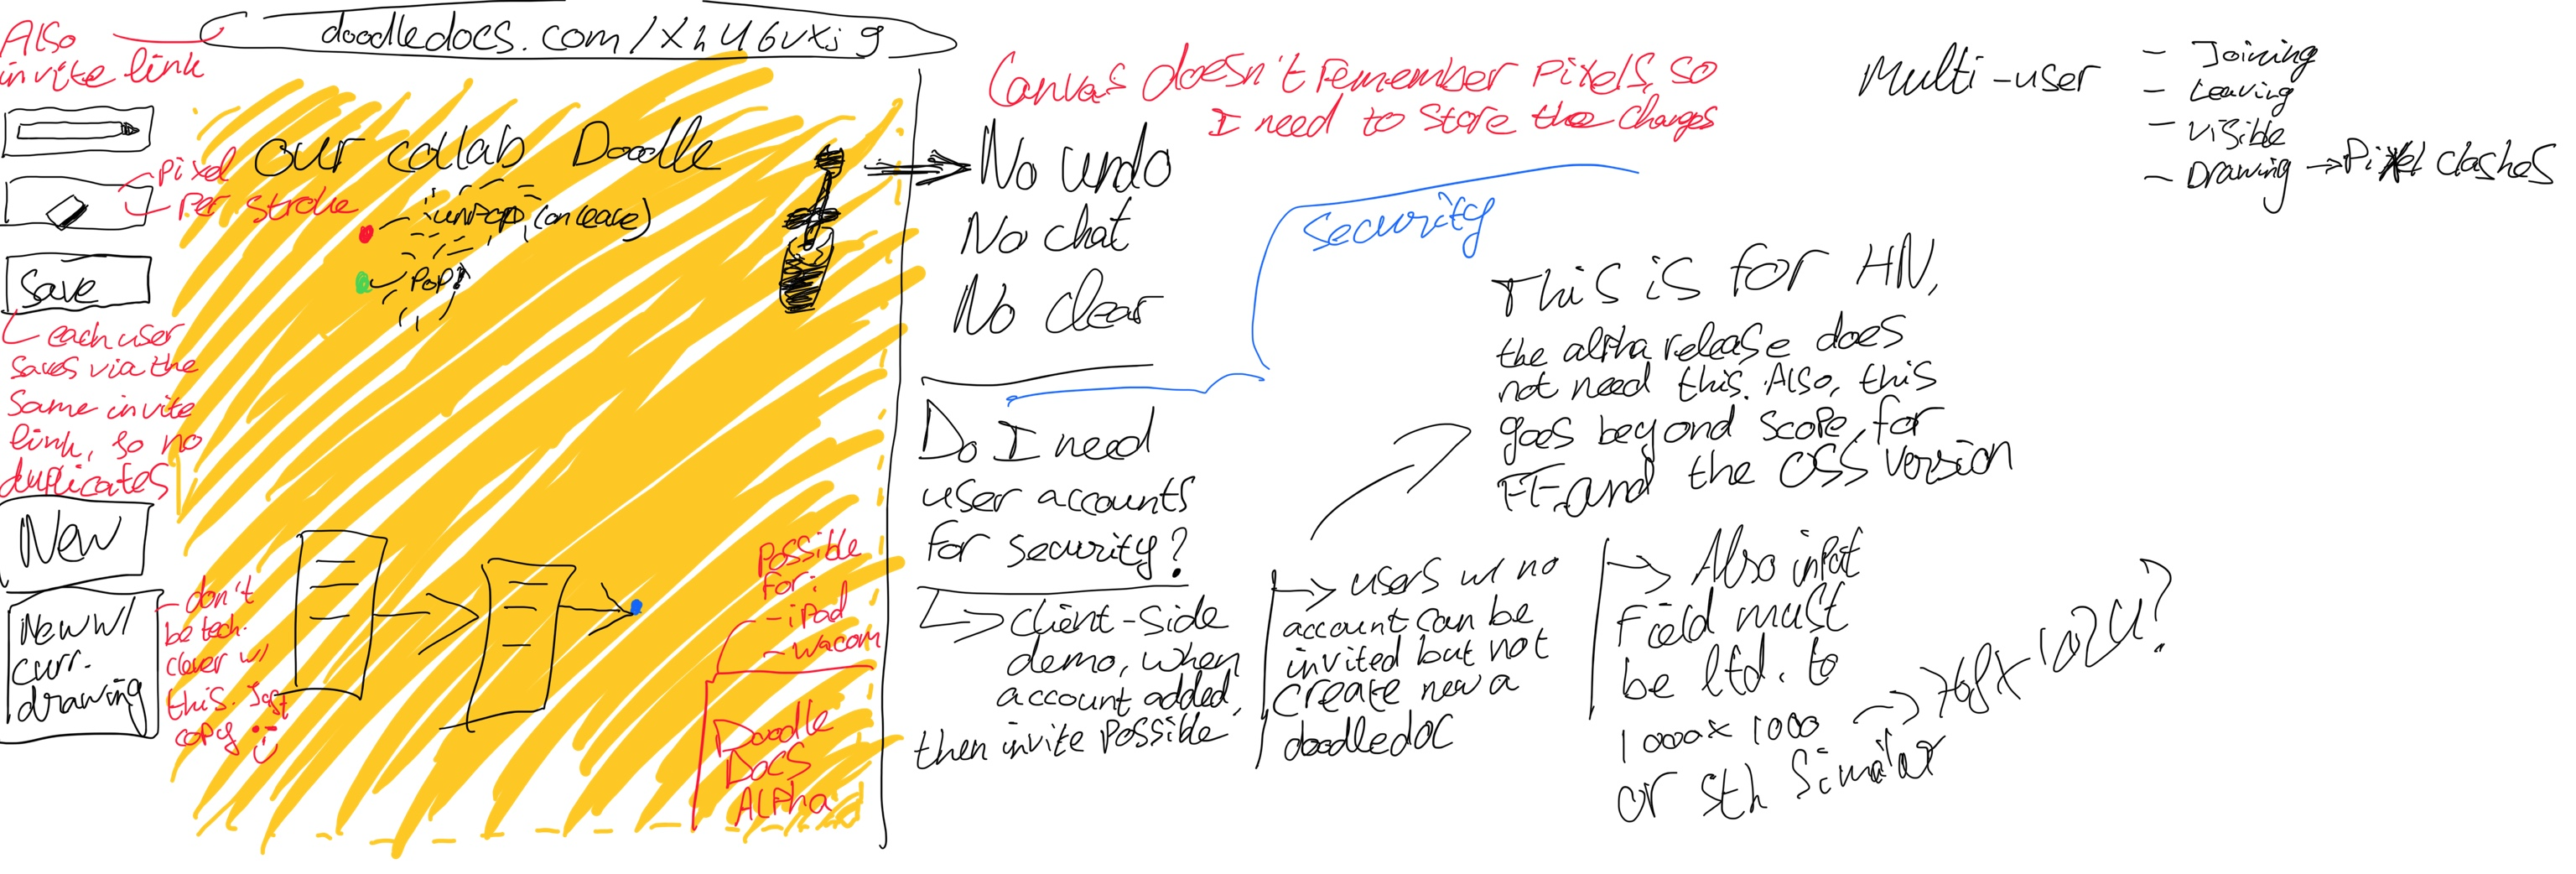 Also
invite link
doodledocs.com/XhU6vXj9
Pixel
Per stroke
Save
each user
saves via the
same invite
link, so no
duplicates
New
New w/
curr.
drawing
don't
be tech.
clever w/
this. Just
copy :)
our collab Doodle
unpop (on leave)
POP!
Possible
for:
- iPad
- Wacom
Doodle
Docs
Alpha
Canvas doesn't remember Pixels, so
I need to store the changes
No undo
No chat
No clear
Security
Do I need
user accounts
for security?
client-side
demo, when
account added,
then invite possible
This is for HN,
the alpha release does
not need this. Also, this
goes beyond scope for
FF and the OSS version
users w/ no
account can be
invited but not
create new a
doodledoc
Also input
Field must
be ltd. to
1000x 1000
or sth similar
768x1024?
Multi-user
- Joining
- Leaving
- Visible
- Drawing → Pixel clashes